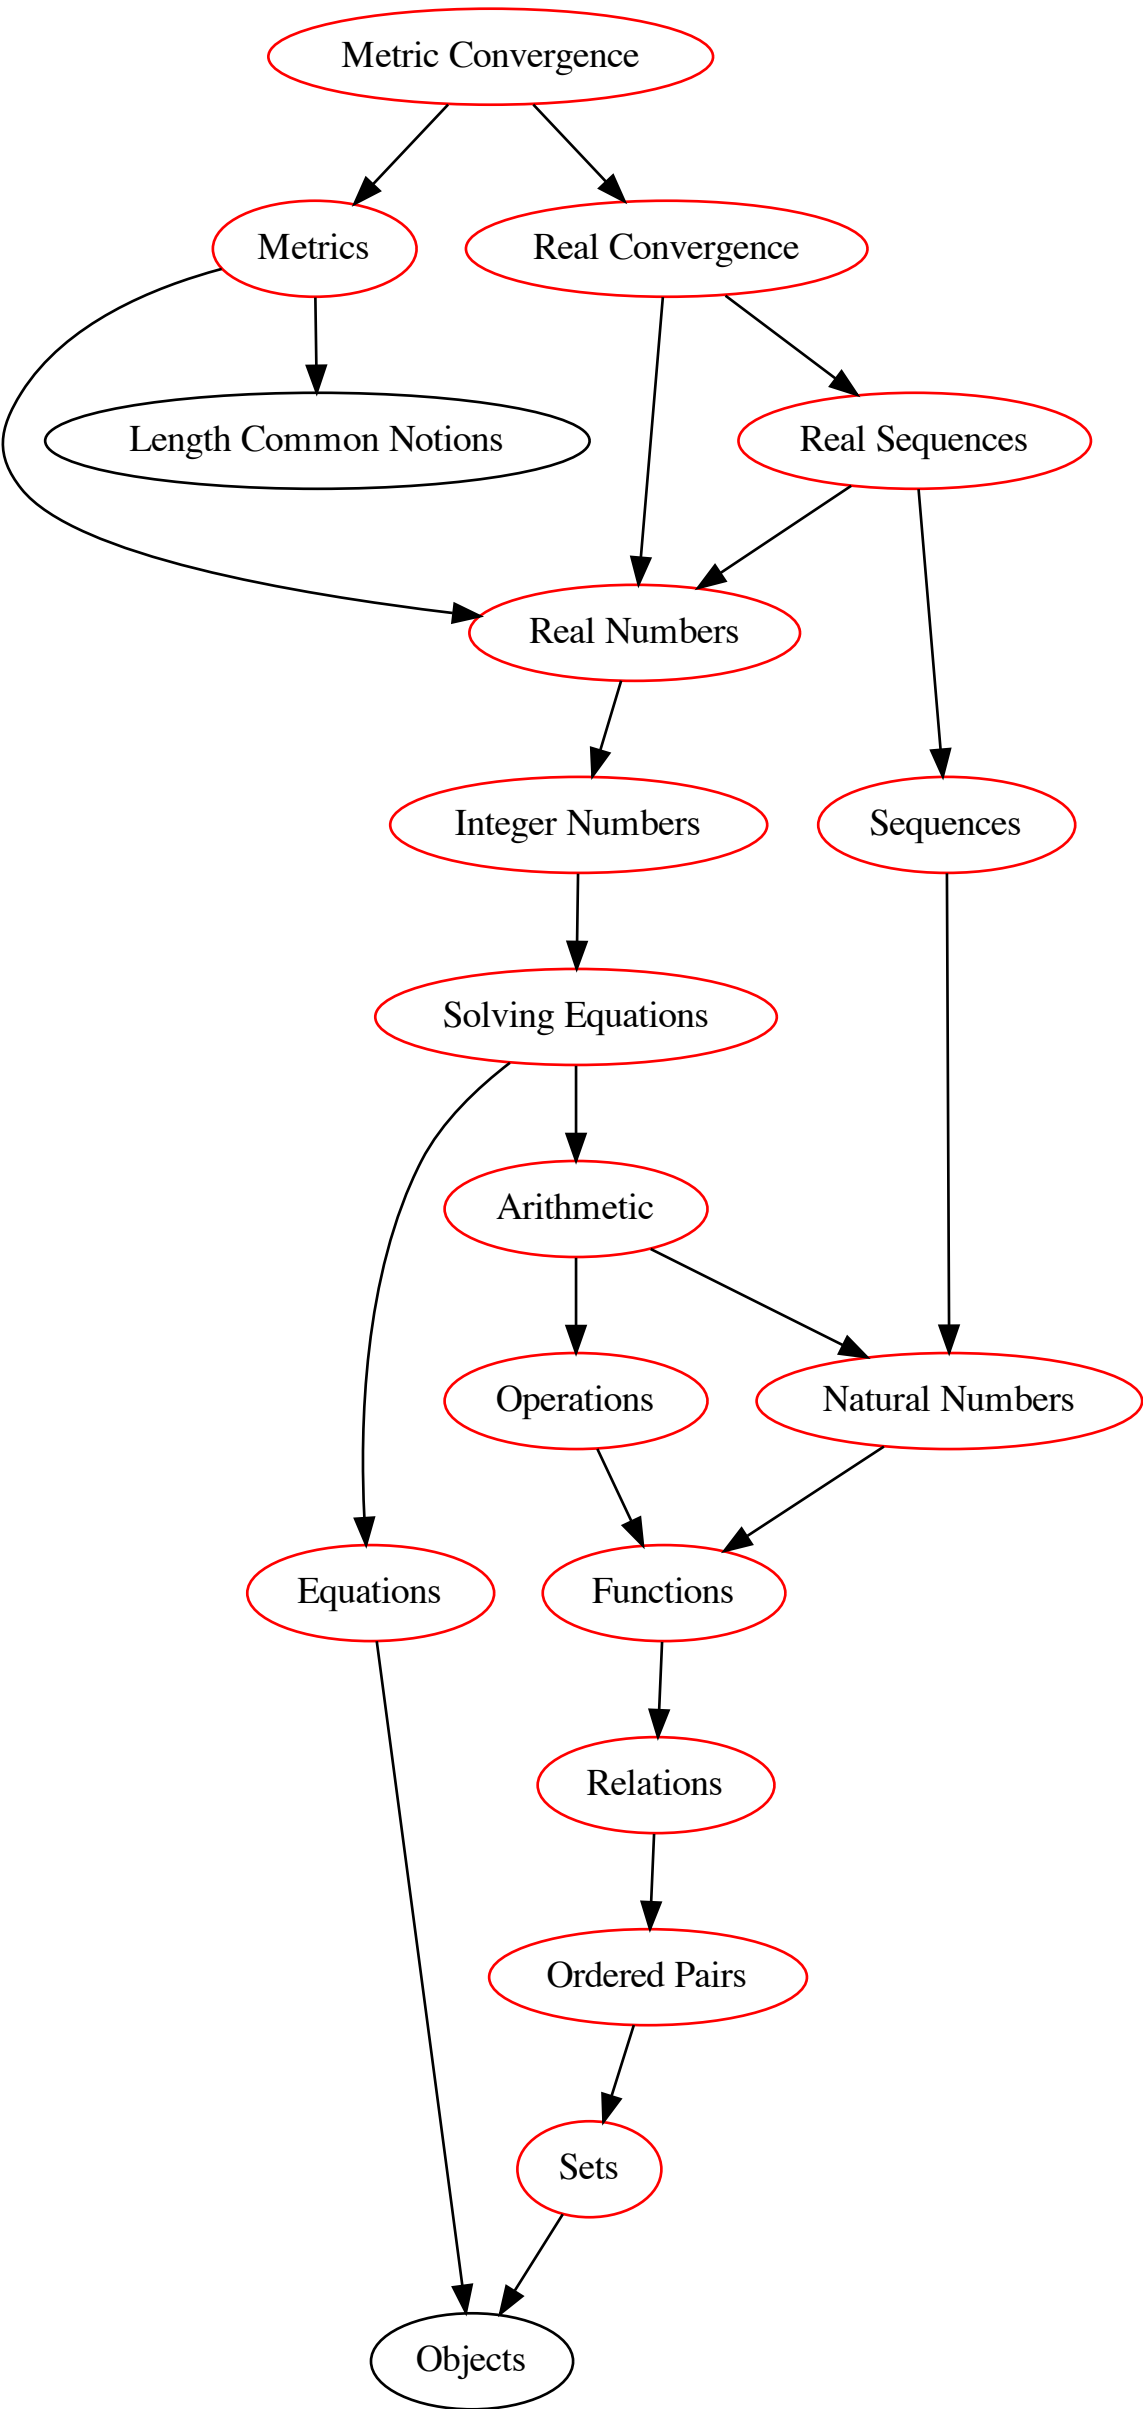 Metric Convergence
Metrics
Real Convergence
Length Common Notions
Real Sequences
Real Numbers
Integer Numbers
Sequences
Solving Equations
Arithmetic
Operations
Natural Numbers
Equations
Functions
Relations
Ordered Pairs
Sets
Objects